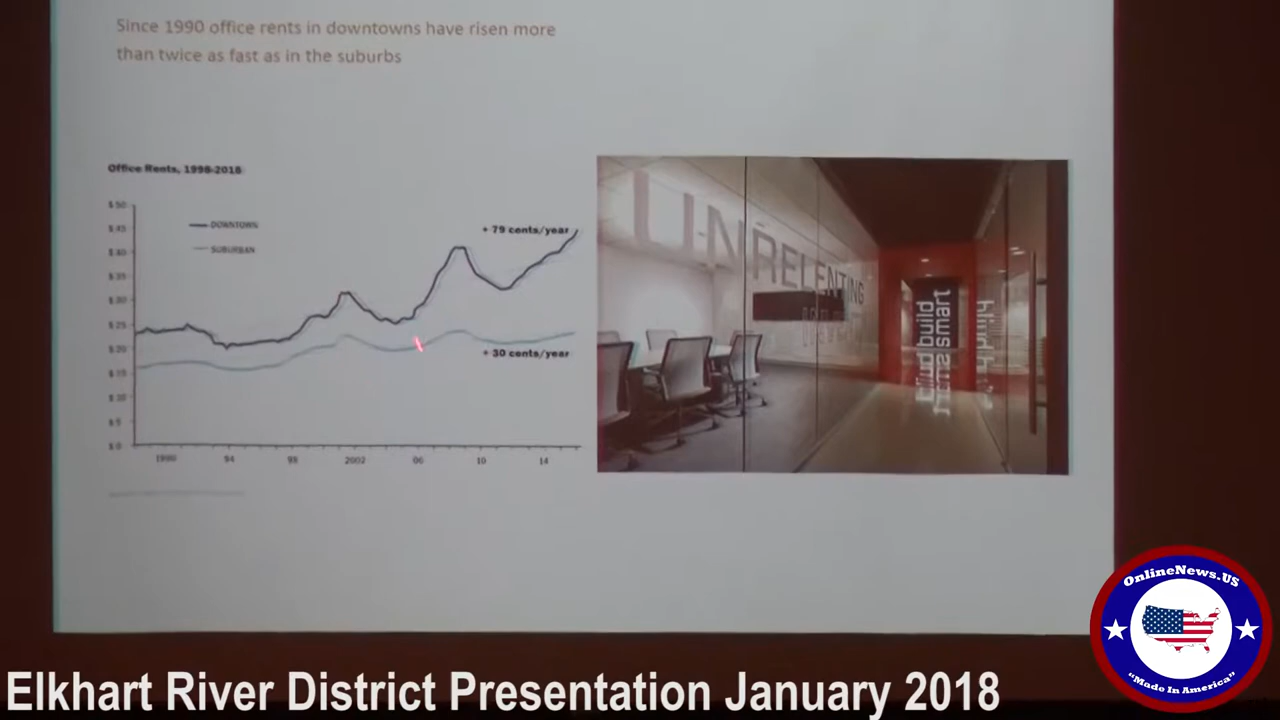 Since 1990 office rents in downtowns have risen more
than twice as fast as in the suburbs
Office Rents, 1998-2018
$ 50
$ 45
$ 40
$ 35
$ 30
$ 25
$ 20
$ 15
$ 10
$ 5
$ 0
DOWNTOWN
SUBURBAN
+ 79 cents/year
+ 30 cents/year
94
98
2002
06
10
14
UNRELENTING
build
smart
OnlineNews.US
"Made In America"
Elkhart River District Presentation January 2018